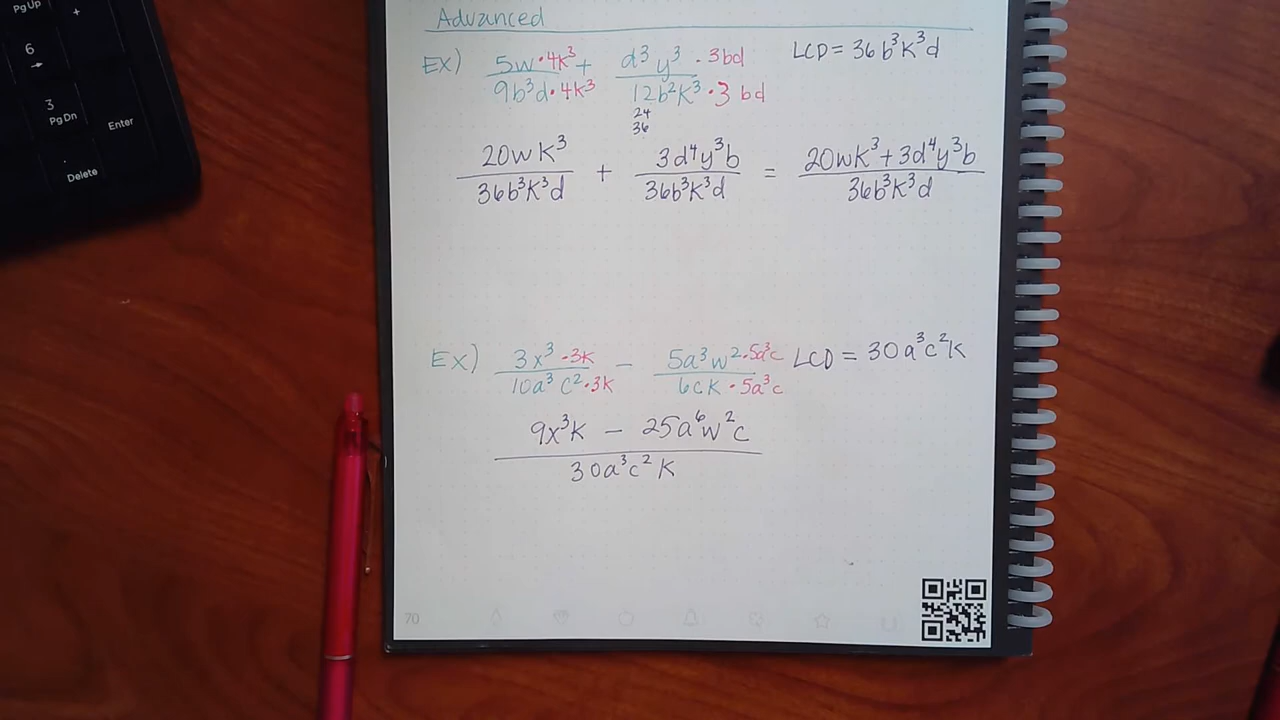 PgUp
+
6
→
3
PgDn
Enter
.
Delete
Advanced
EX) 5w·4k³/9b³d·4k³ + d³y³·3bd/12b²k³·3bd LCD = 36b³k³d
24
36
20wk³/36b³k³d + 3d⁴y³b/36b³k³d = 20wk³+3d⁴y³b/36b³k³d
EX) 3x³·3k/10a³c²·3k − 5a³w²·5a³c/6ck·5a³c LCD = 30a³c²k
9x³k − 25a⁶w²c/30a³c²k
70